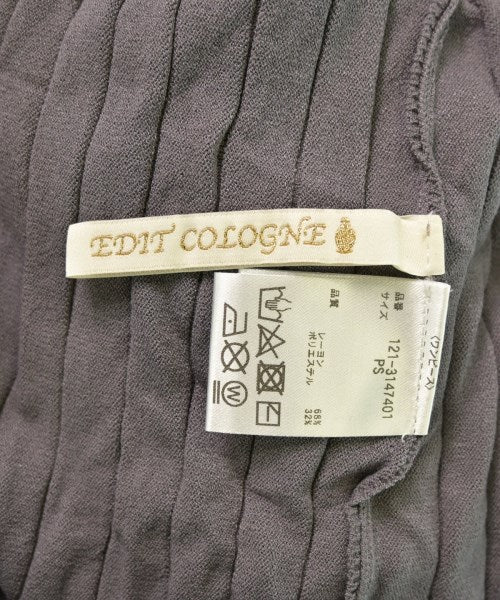 EDIT COLOGNE
〈ワンピース〉
品番 121-3147401
サイズ PS
品質
レーヨン 68%
ポリエステル 32%
W